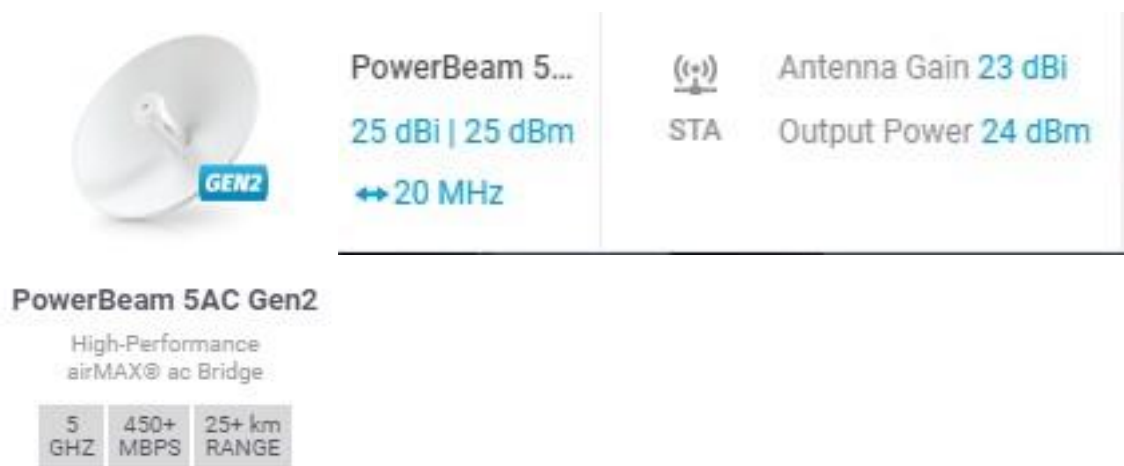 GEN2
PowerBeam 5AC Gen2
High-Performance
airMAX® ac Bridge
5 GHZ
450+ MBPS
25+ km RANGE
PowerBeam 5...
25 dBi | 25 dBm
20 MHz
Antenna Gain 23 dBi
STA Output Power 24 dBm